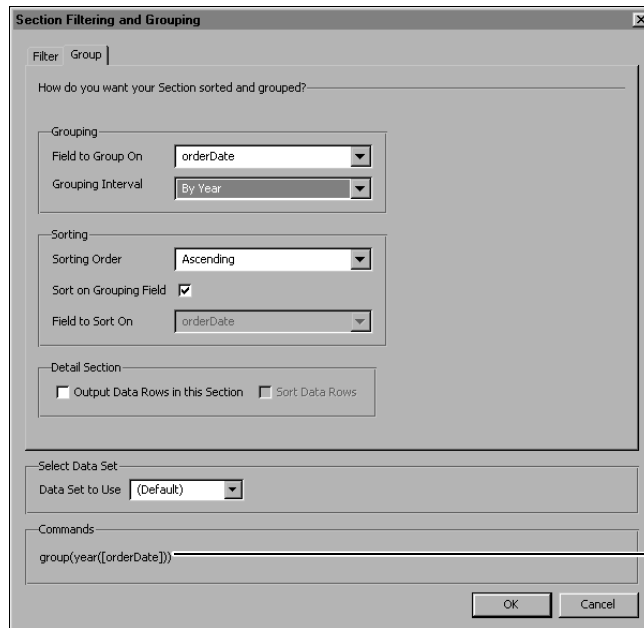 Section Filtering and Grouping
Filter Group
How do you want your Section sorted and grouped?
Grouping
Field to Group On orderDate
Grouping Interval By Year
Sorting
Sorting Order Ascending
Sort on Grouping Field
Field to Sort On orderDate
Detail Section
Output Data Rows in this Section Sort Data Rows
Select Data Set
Data Set to Use (Default)
Commands
group(year([orderDate]))
OK Cancel